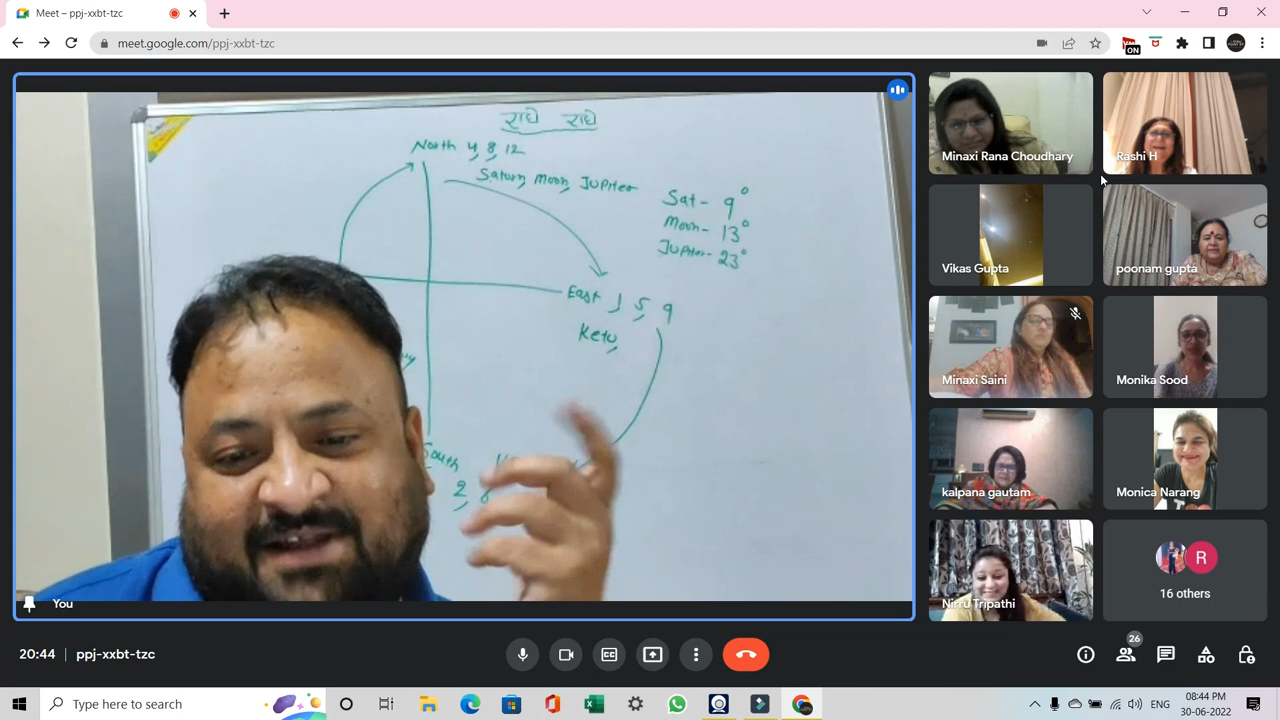 Meet – ppj-xxbt-tzc
meet.google.com/ppj-xxbt-tzc
ON
राधे राधे
North 4, 8, 12
Saturn, Moon, Jupiter
Sat- 9°
Moon- 13°
Jupiter- 23°
East 1, 5, 9
Ketu,
South
2,
You
Minaxi Rana Choudhary
Rashi H
Vikas Gupta
poonam gupta
Minaxi Saini
Monika Sood
kalpana gautam
Monica Narang
Nirru Tripathi
R
16 others
20:44 | ppj-xxbt-tzc
26
Type here to search
ENG
08:44 PM
30-06-2022